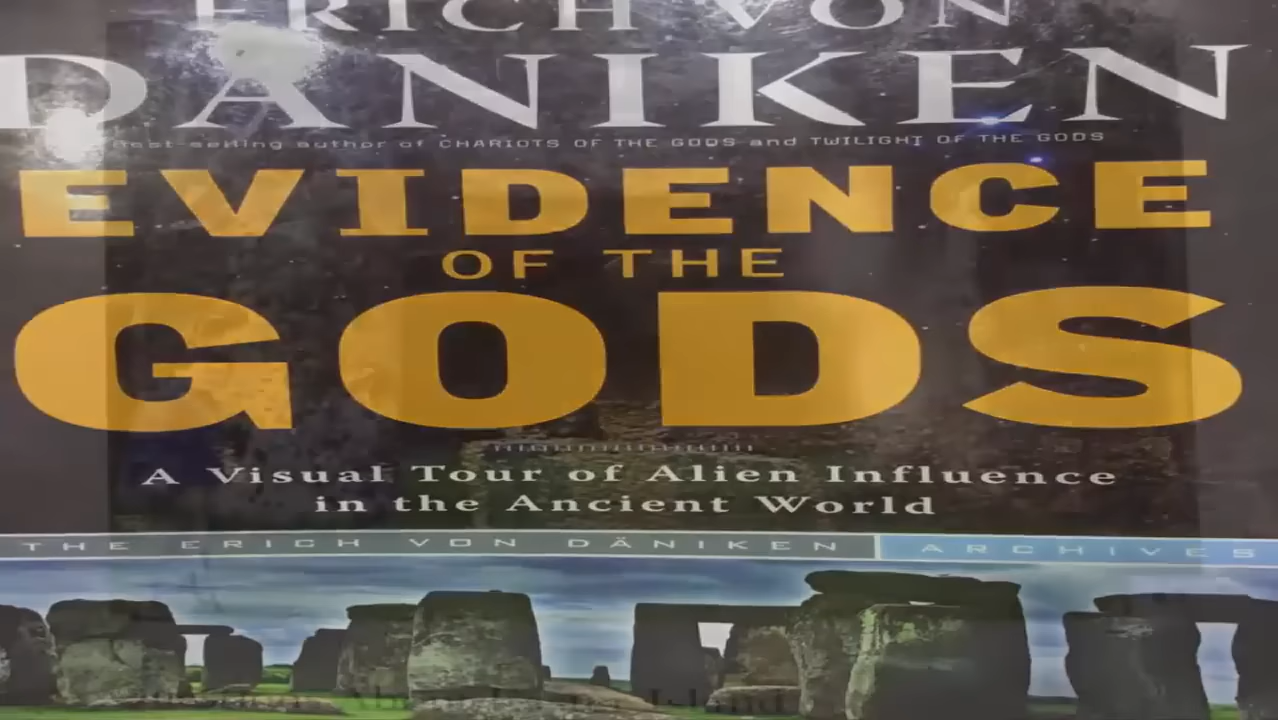 ERICH VON
DÄNIKEN
best-selling author of CHARIOTS OF THE GODS and TWILIGHT OF THE GODS
EVIDENCE
OF THE
GODS
A Visual Tour of Alien Influence
in the Ancient World
THE ERICH VON DÄNIKEN ARCHIVES